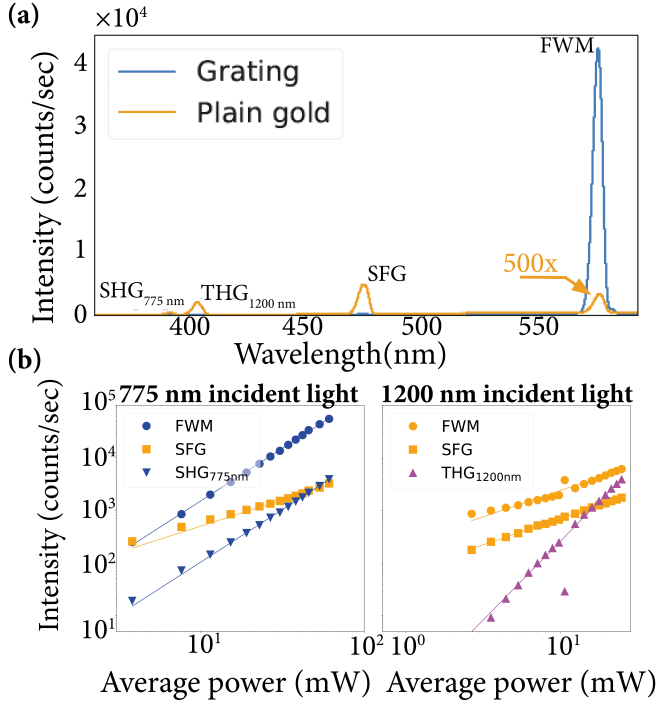 (a)
×10⁴
Intensity (counts/sec)
4
3
2
1
0
Grating
Plain gold
FWM
500x
SHG775 nm
THG1200 nm
SFG
400
450
500
550
Wavelength(nm)
(b)
775 nm incident light
1200 nm incident light
Intensity (counts/sec)
10⁵
10⁴
10³
10²
10¹
FWM
SFG
SHG775nm
FWM
SFG
THG1200nm
10¹
10²
10⁰
10¹
Average power (mW)
Average power (mW)